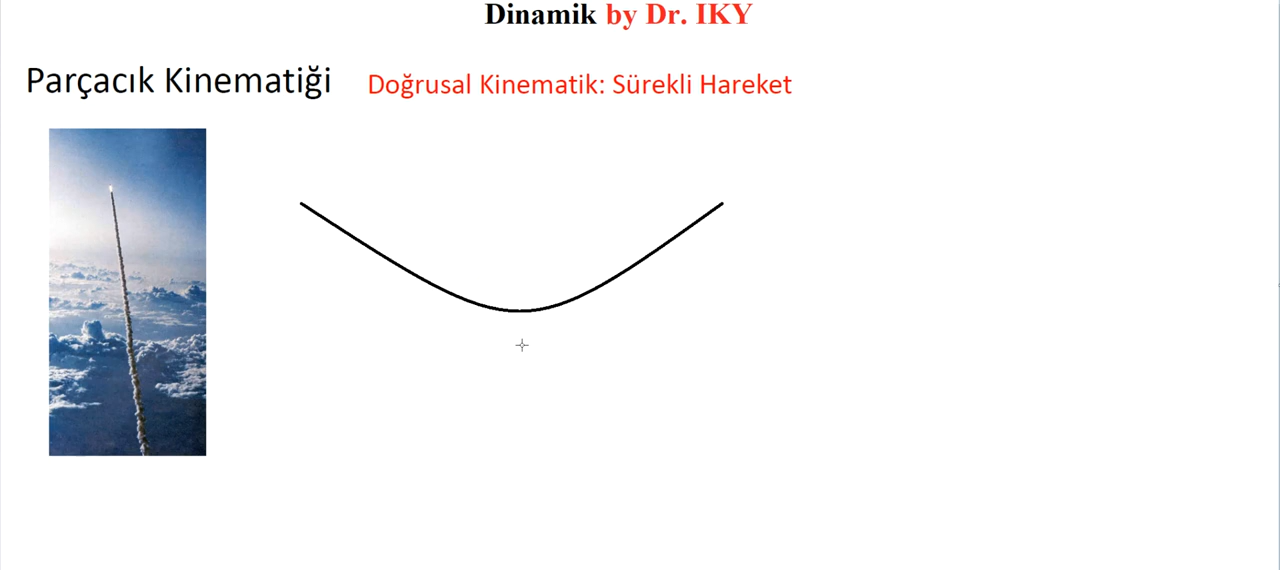 Dinamik by Dr. IKY
Parçacık Kinematiği
Doğrusal Kinematik: Sürekli Hareket